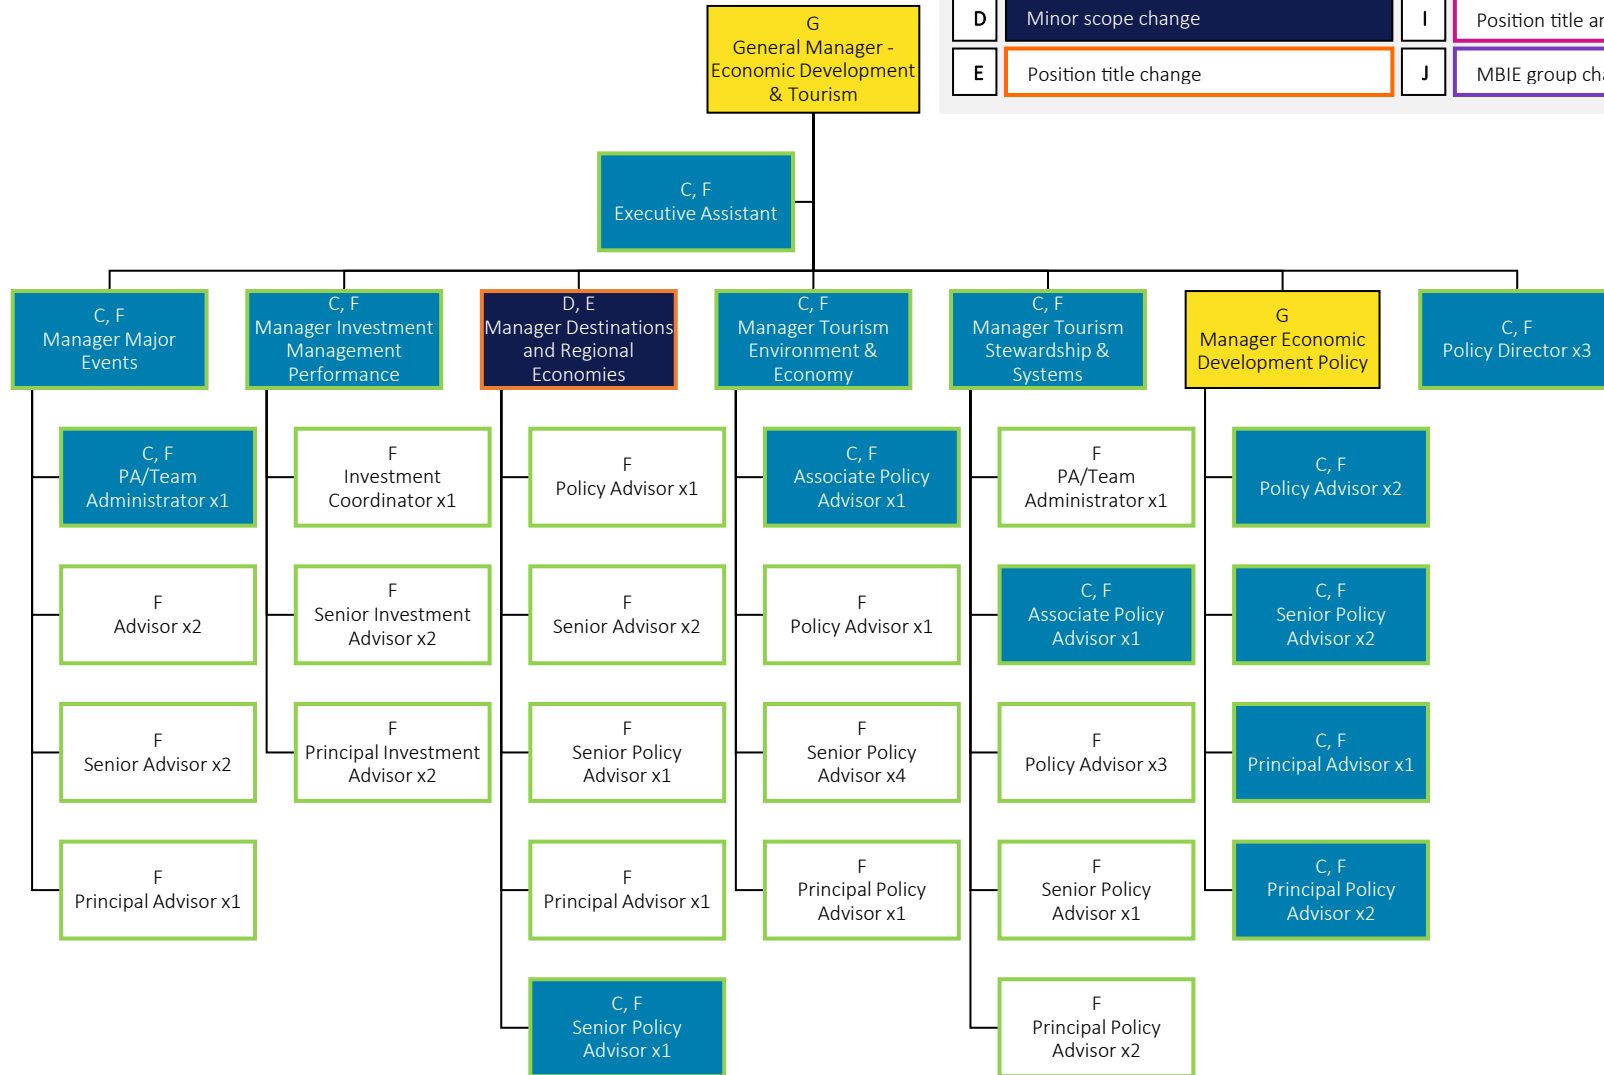 G
General Manager -
Economic Development
& Tourism
D
Minor scope change
I
Position title
E
Position title change
J
MBIE group
C, F
Executive Assistant
C, F
Manager Major
Events
C, F
Manager Investment
Management
Performance
D, E
Manager Destinations
and Regional
Economies
C, F
Manager Tourism
Environment &
Economy
C, F
Manager Tourism
Stewardship &
Systems
G
Manager Economic
Development Policy
C, F
Policy Director x3
C, F
PA/Team
Administrator x1
F
Investment
Coordinator x1
F
Policy Advisor x1
C, F
Associate Policy
Advisor x1
F
PA/Team
Administrator x1
C, F
Policy Advisor x2
F
Advisor x2
F
Senior Investment
Advisor x2
F
Senior Advisor x2
F
Policy Advisor x1
C, F
Associate Policy
Advisor x1
C, F
Senior Policy
Advisor x2
F
Senior Advisor x2
F
Principal Investment
Advisor x2
F
Senior Policy
Advisor x1
F
Senior Policy
Advisor x4
F
Policy Advisor x3
C, F
Principal Advisor x1
F
Principal Advisor x1
F
Principal Advisor x1
F
Principal Policy
Advisor x1
F
Senior Policy
Advisor x1
C, F
Principal Policy
Advisor x2
C, F
Senior Policy
Advisor x1
F
Principal Policy
Advisor x2